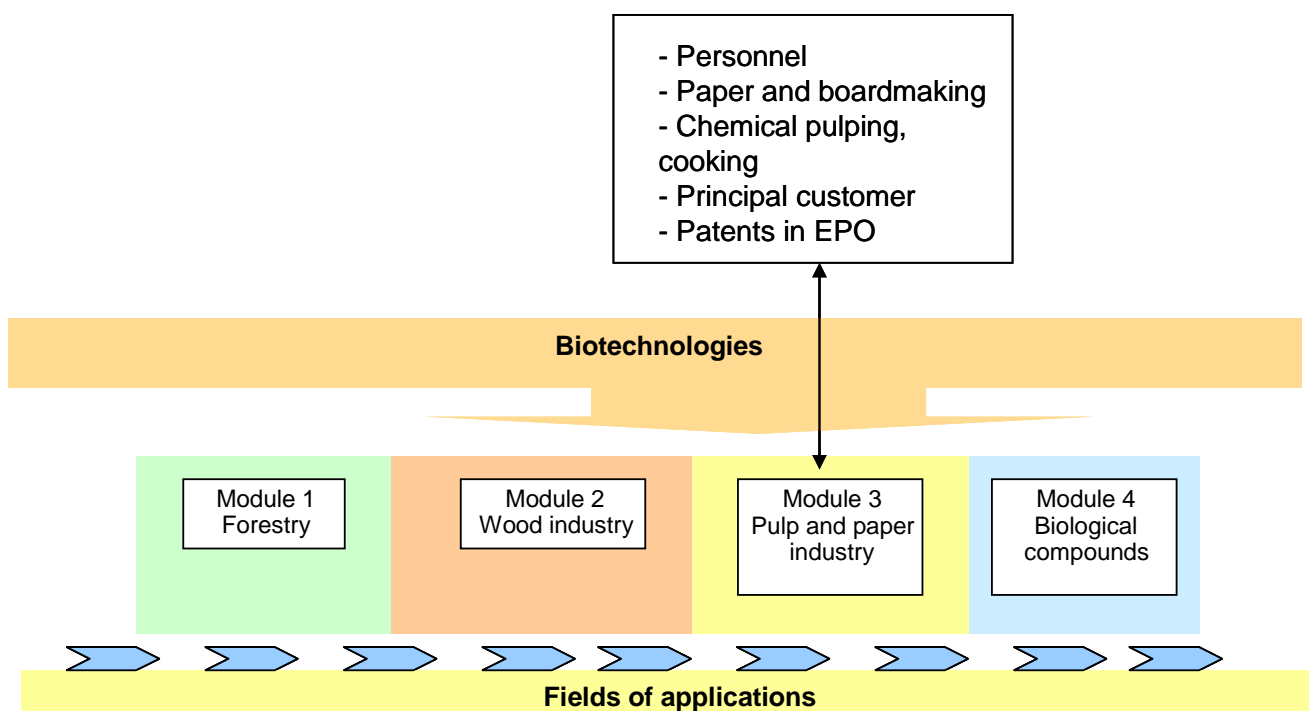 - Personnel
- Paper and boardmaking
- Chemical pulping,
cooking
- Principal customer
- Patents in EPO
Biotechnologies
Module 1
Forestry
Module 2
Wood industry
Module 3
Pulp and paper
industry
Module 4
Biological
compounds
Fields of applications